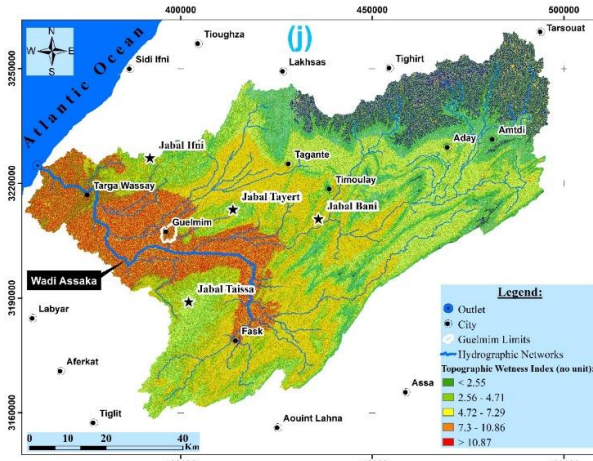 400000
450000
500000
(j)
N
W
E
S
Tioughza
Tarsouat
Sidi Ifni
Lakhsas
Tighirt
Atlantic Ocean
3250000
Jabal Ifni
Tagante
Aday
Amtdi
3220000
Targa Wassay
Timoulay
Jabal Tayert
Jabal Bani
Guelmim
Wadi Assaka
3190000
Jabal Taissa
Labyar
Fask
Aferkat
Assa
3160000
Tiglit
Aouint Lahna
0
10
20
40
Km
Legend:
Outlet
City
Guelmim Limits
Hydrographic Networks
Topographic Wetness Index (no unit):
< 2.55
2.56 - 4.71
4.72 - 7.29
7.3 - 10.86
> 10.87